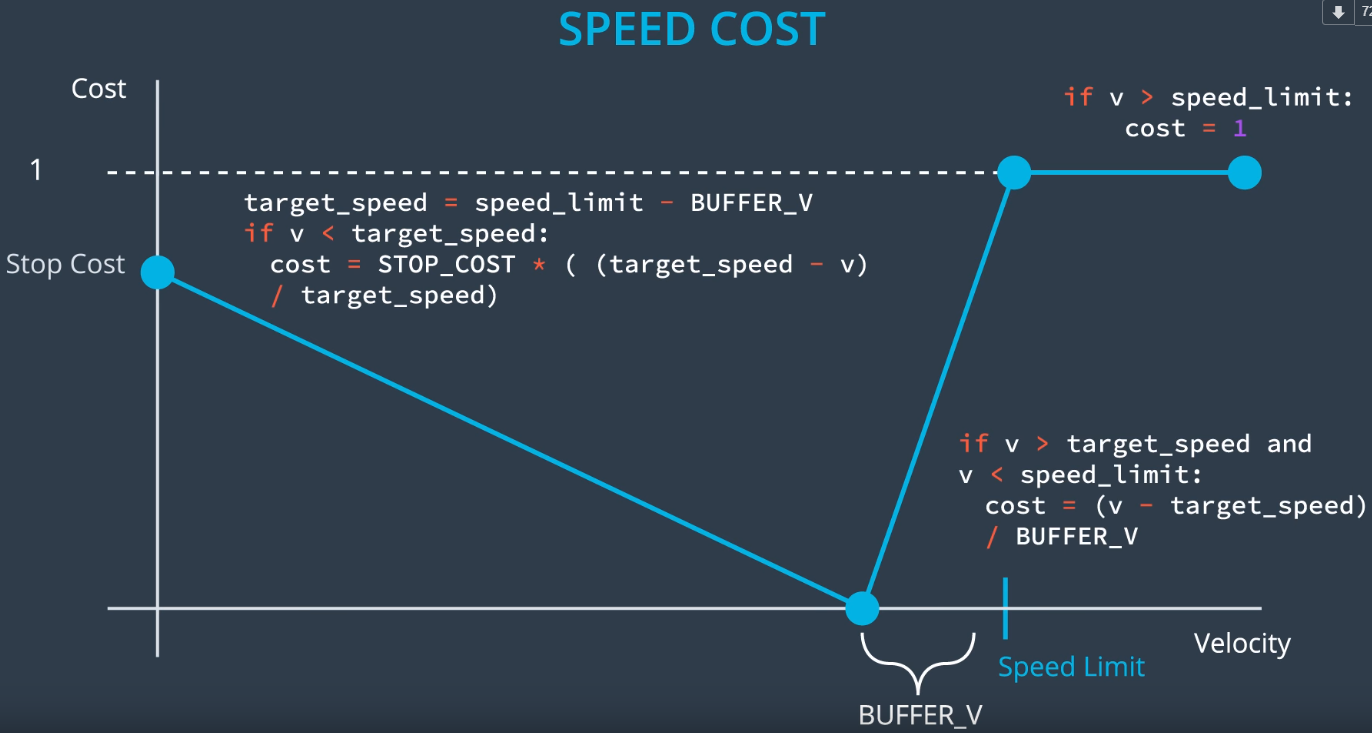 SPEED COST
72
Cost
if v > speed_limit:
cost = 1
1
target_speed = speed_limit - BUFFER_V
if v < target_speed:
cost = STOP_COST * ( (target_speed - v)
/ target_speed)
Stop Cost
if v > target_speed and
v < speed_limit:
cost = (v - target_speed)
/ BUFFER_V
Velocity
Speed Limit
BUFFER_V